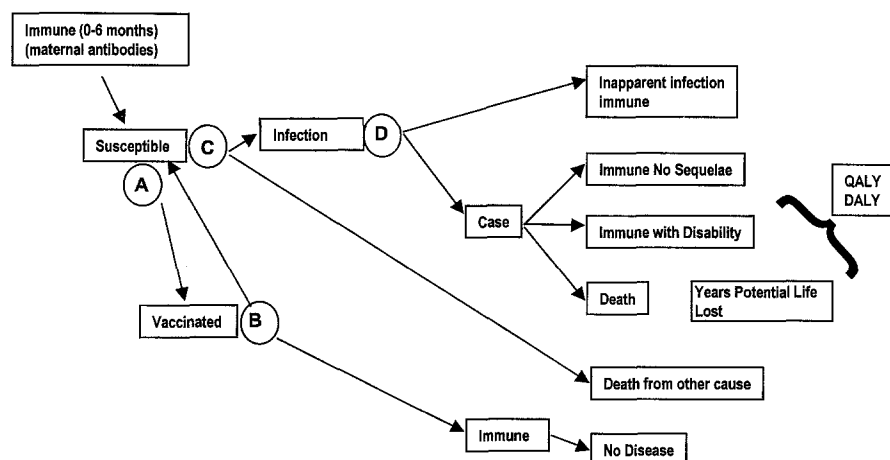 Immune (0-6 months)
(maternal antibodies)
Inapparent infection
immune
Susceptible
C
Infection
D
A
Immune No Sequelae
QALY
DALY
Case
Immune with Disability
Vaccinated
B
Death
Years Potential Life
Lost
Death from other cause
Immune
No Disease